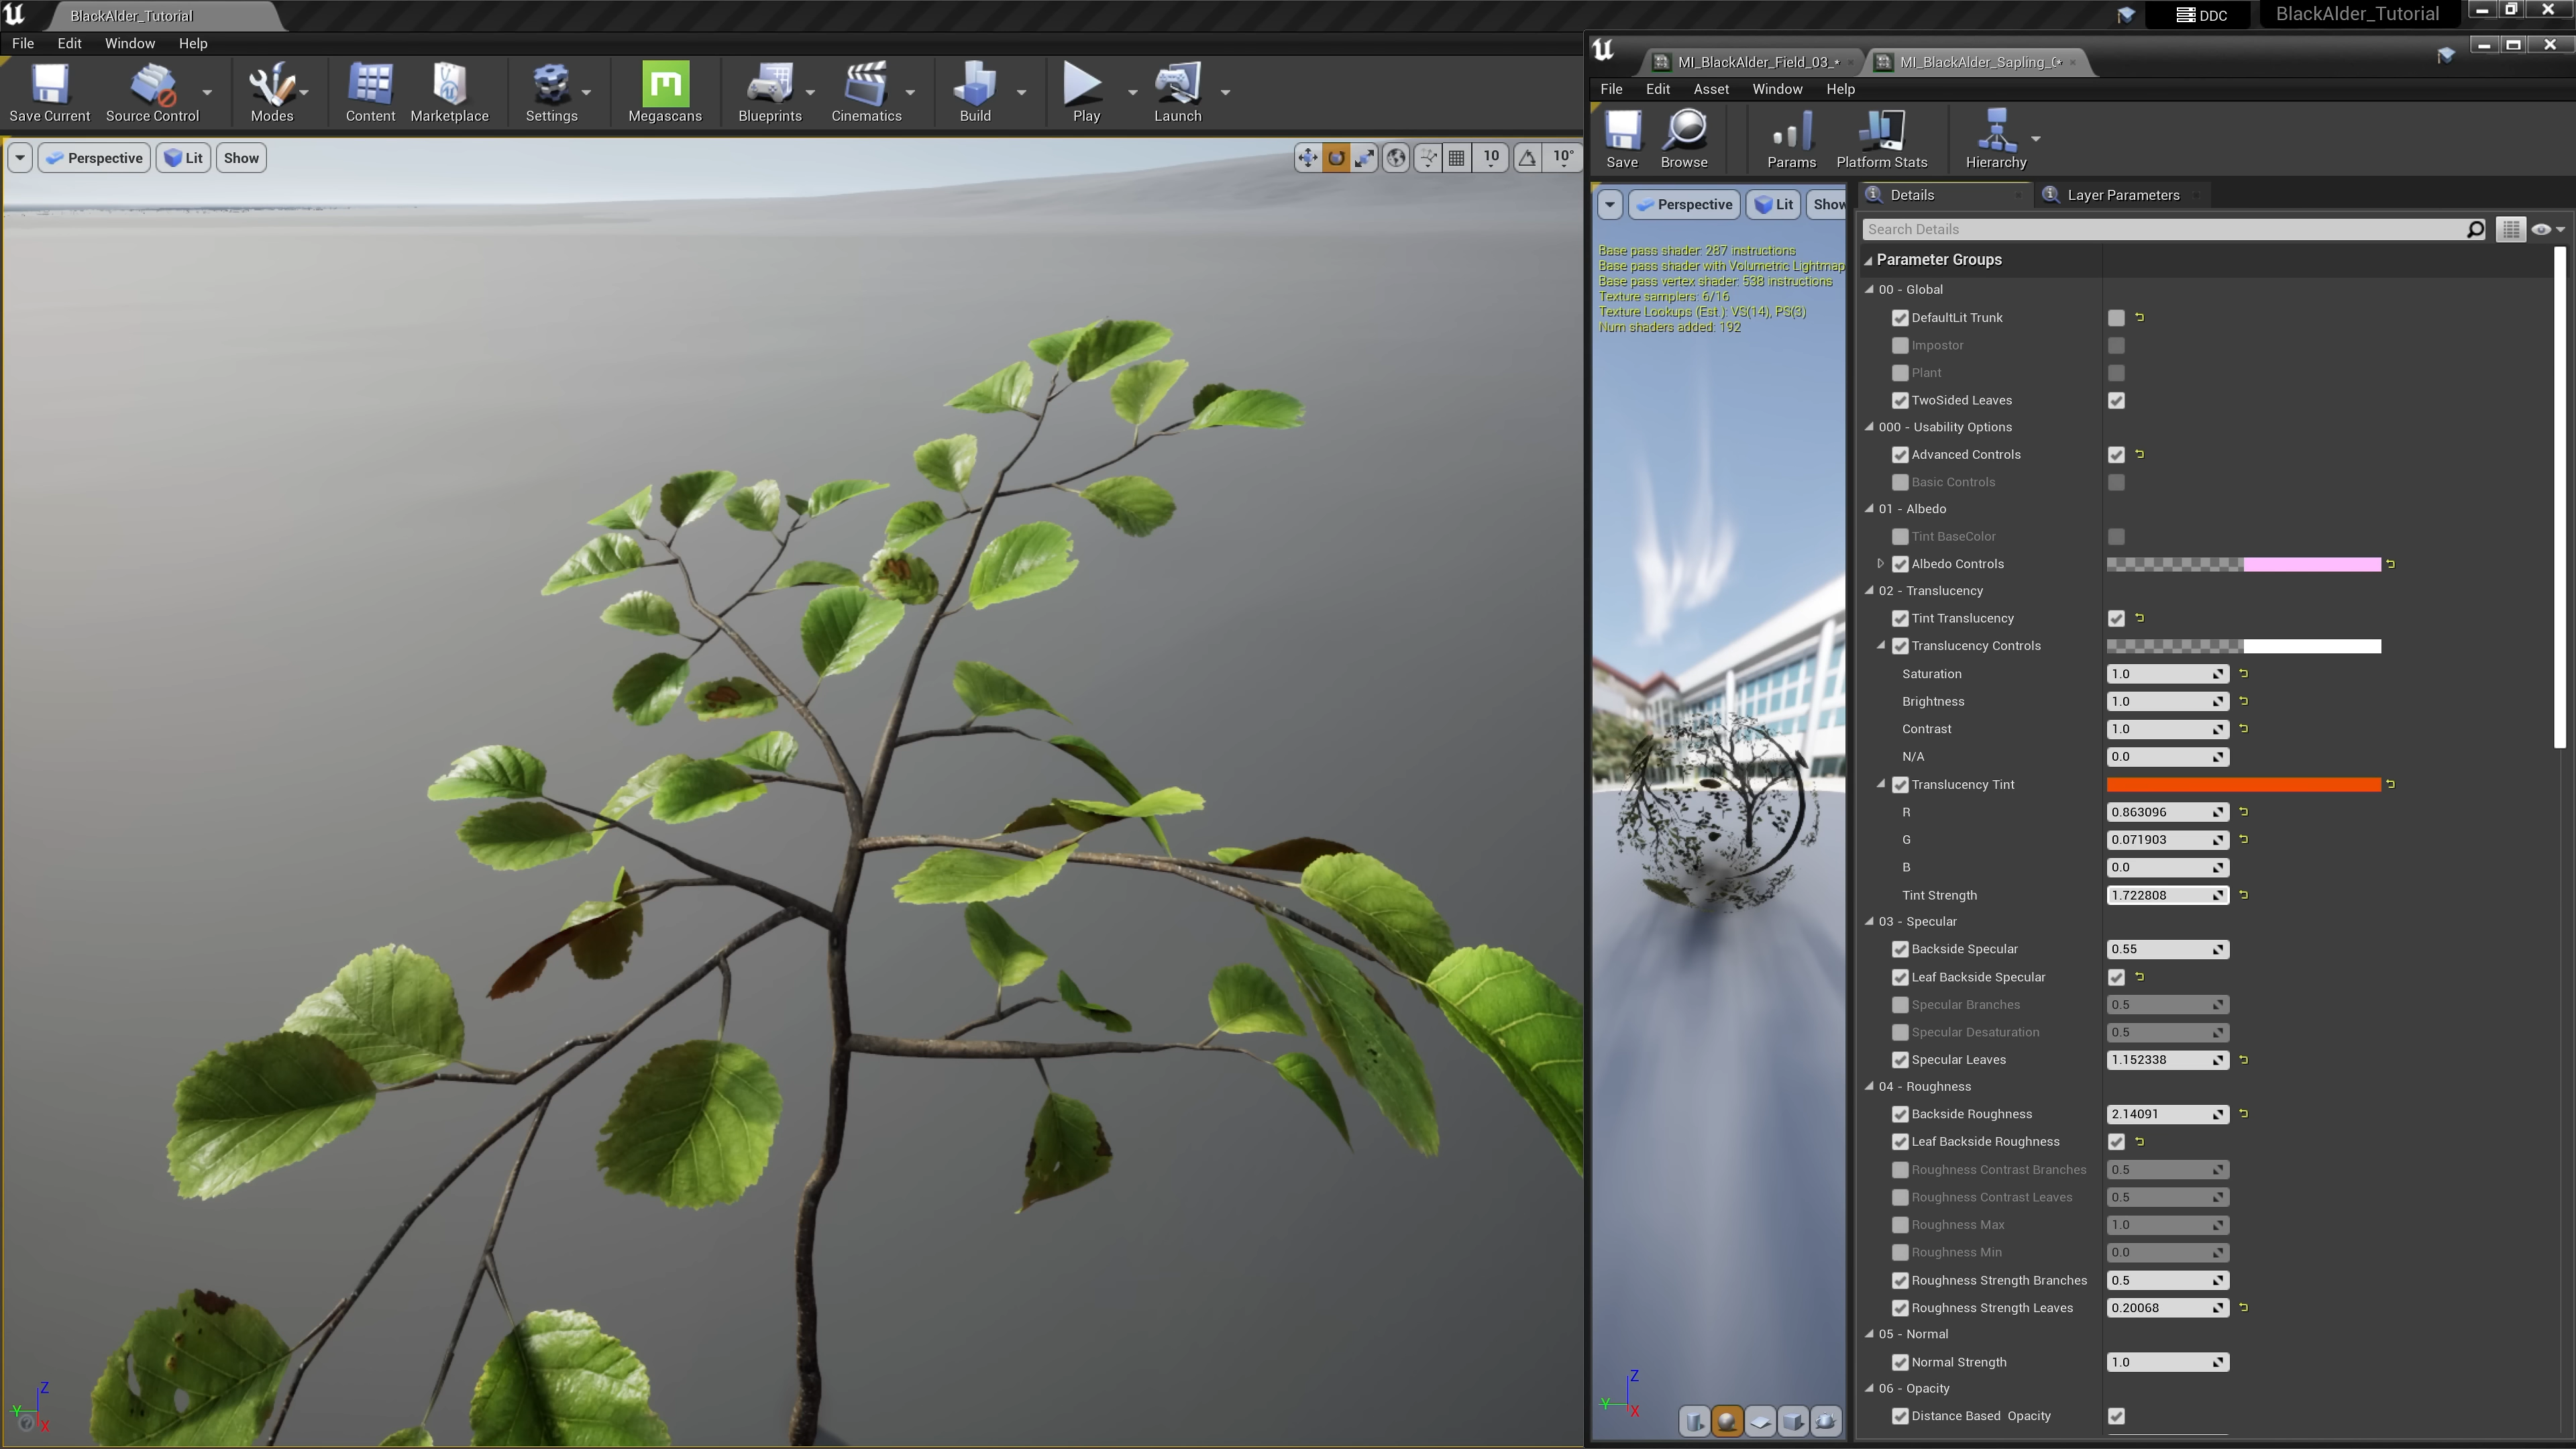 BlackAlder_Tutorial
DDC
BlackAlder_Tutorial
File Edit Window Help
Save Current
Source Control
Modes
Content
Marketplace
Settings
Megascans
Blueprints
Cinematics
Build
Play
Launch
Perspective
Lit
Show
10
10°
MI_BlackAlder_Field_03_*
MI_BlackAlder_Sapling_0*
File Edit Asset Window Help
Save
Browse
Params
Platform Stats
Hierarchy
Perspective
Lit
Show
Base pass shader: 287 instructions
Base pass shader with Volumetric Lightmap
Base pass vertex shader: 538 instructions
Texture samplers: 6/16
Texture Lookups (Est.): VS(14), PS(3)
Num shaders added: 192
Details
Layer Parameters
Search Details
Parameter Groups
00 - Global
DefaultLit Trunk
Impostor
Plant
TwoSided Leaves
000 - Usability Options
Advanced Controls
Basic Controls
01 - Albedo
Tint BaseColor
Albedo Controls
02 - Translucency
Tint Translucency
Translucency Controls
Saturation 1.0
Brightness 1.0
Contrast 1.0
N/A 0.0
Translucency Tint
R 0.863096
G 0.071903
B 0.0
Tint Strength 1.722808
03 - Specular
Backside Specular 0.55
Leaf Backside Specular
Specular Branches 0.5
Specular Desaturation 0.5
Specular Leaves 1.152338
04 - Roughness
Backside Roughness 2.14091
Leaf Backside Roughness
Roughness Contrast Branches 0.5
Roughness Contrast Leaves 0.5
Roughness Max 1.0
Roughness Min 0.0
Roughness Strength Branches 0.5
Roughness Strength Leaves 0.20068
05 - Normal
Normal Strength 1.0
06 - Opacity
Distance Based Opacity
Z
Y
X
Z
Y
X